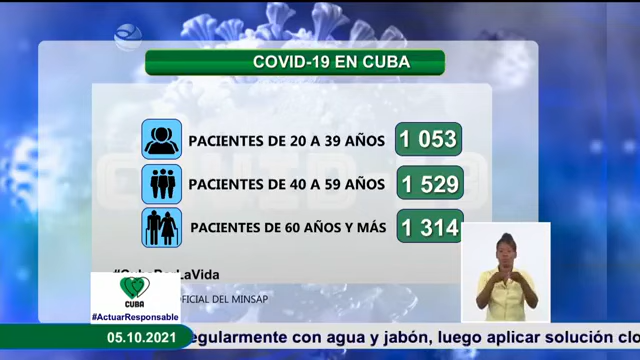 COVID-19 EN CUBA
PACIENTES DE 20 A 39 AÑOS 1 053
PACIENTES DE 40 A 59 AÑOS 1 529
PACIENTES DE 60 AÑOS Y MÁS 1 314
LaVida
OFICIAL DEL MINSAP
CUBA
#ActuarResponsable
05.10.2021 egularmente con agua y jabón, luego aplicar solución clo